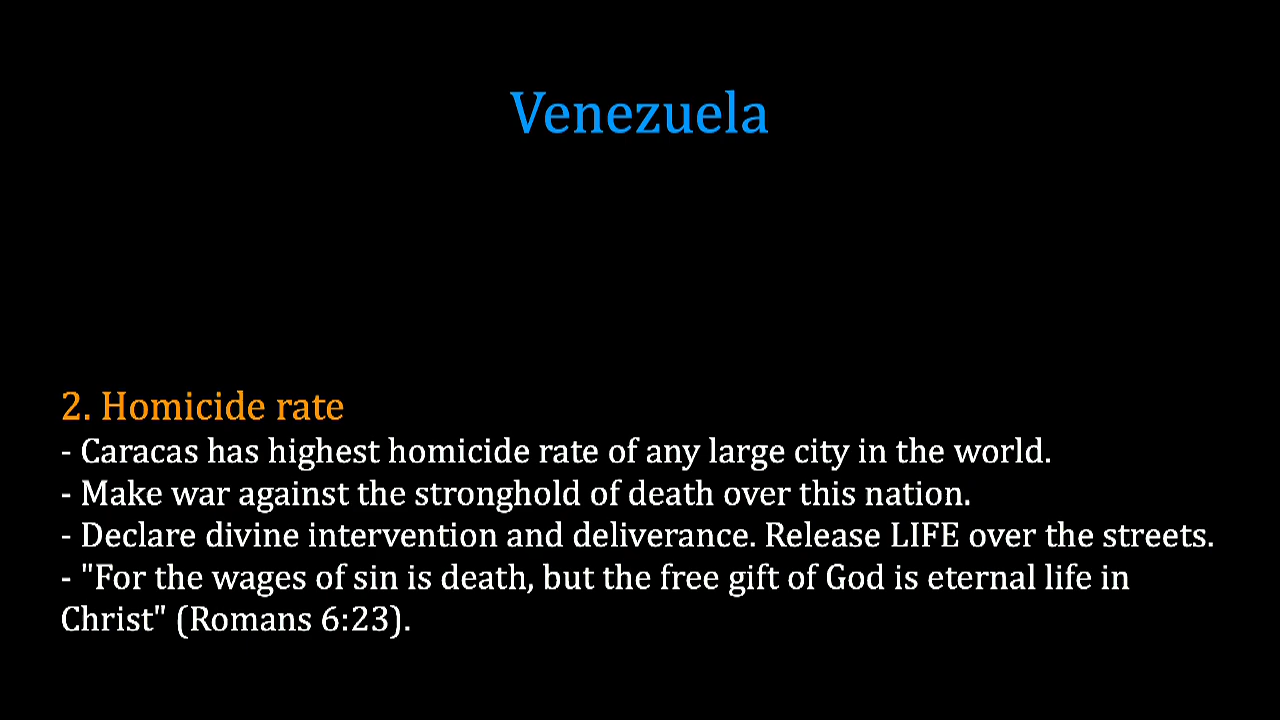 Venezuela
2. Homicide rate
- Caracas has highest homicide rate of any large city in the world.
- Make war against the stronghold of death over this nation.
- Declare divine intervention and deliverance. Release LIFE over the streets.
- "For the wages of sin is death, but the free gift of God is eternal life in
Christ" (Romans 6:23).